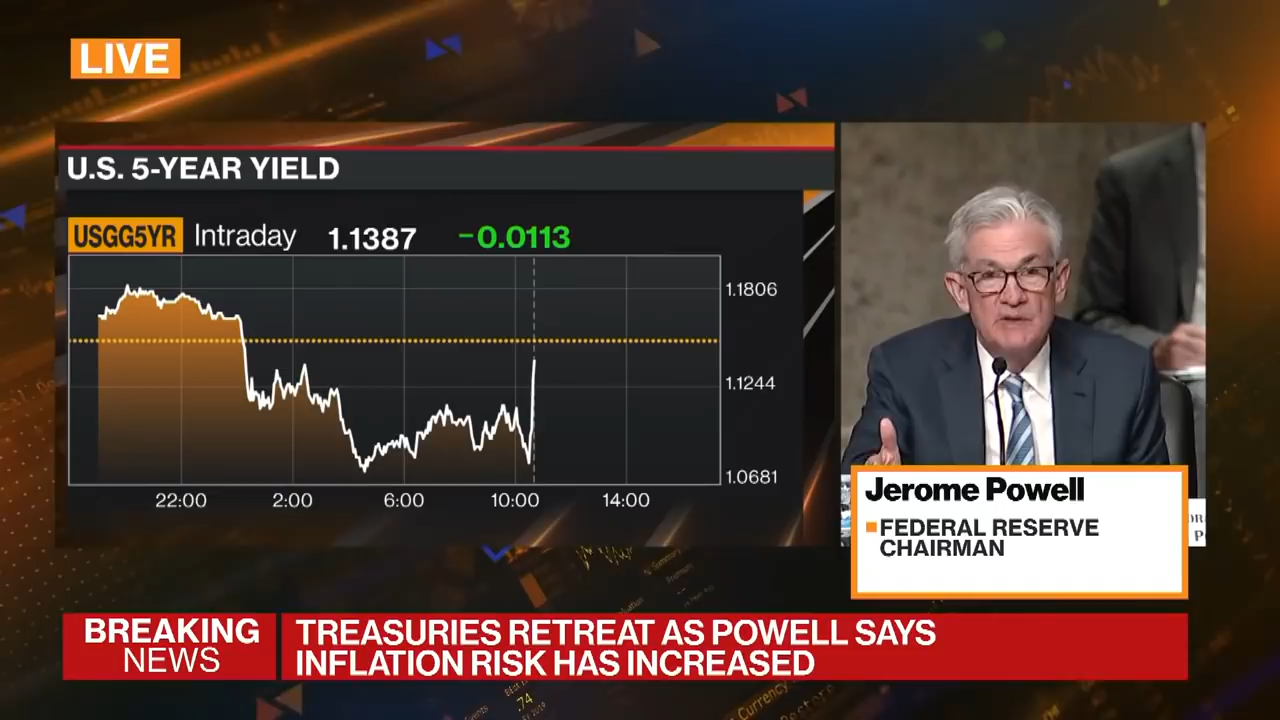 LIVE
U.S. 5-YEAR YIELD
USGG5YR Intraday 1.1387 -0.0113
1.1806
1.1244
1.0681
22:00 2:00 6:00 10:00 14:00
Jerome Powell
FEDERAL RESERVE
CHAIRMAN
BREAKING
NEWS
TREASURIES RETREAT AS POWELL SAYS
INFLATION RISK HAS INCREASED